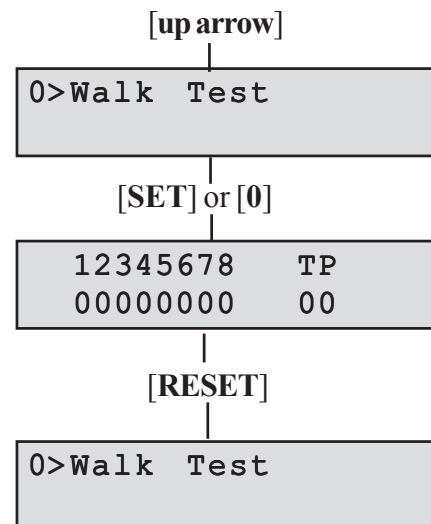 [up arrow]
0>Walk Test
[SET] or [0]
12345678 TP
00000000 00
[RESET]
0>Walk Test